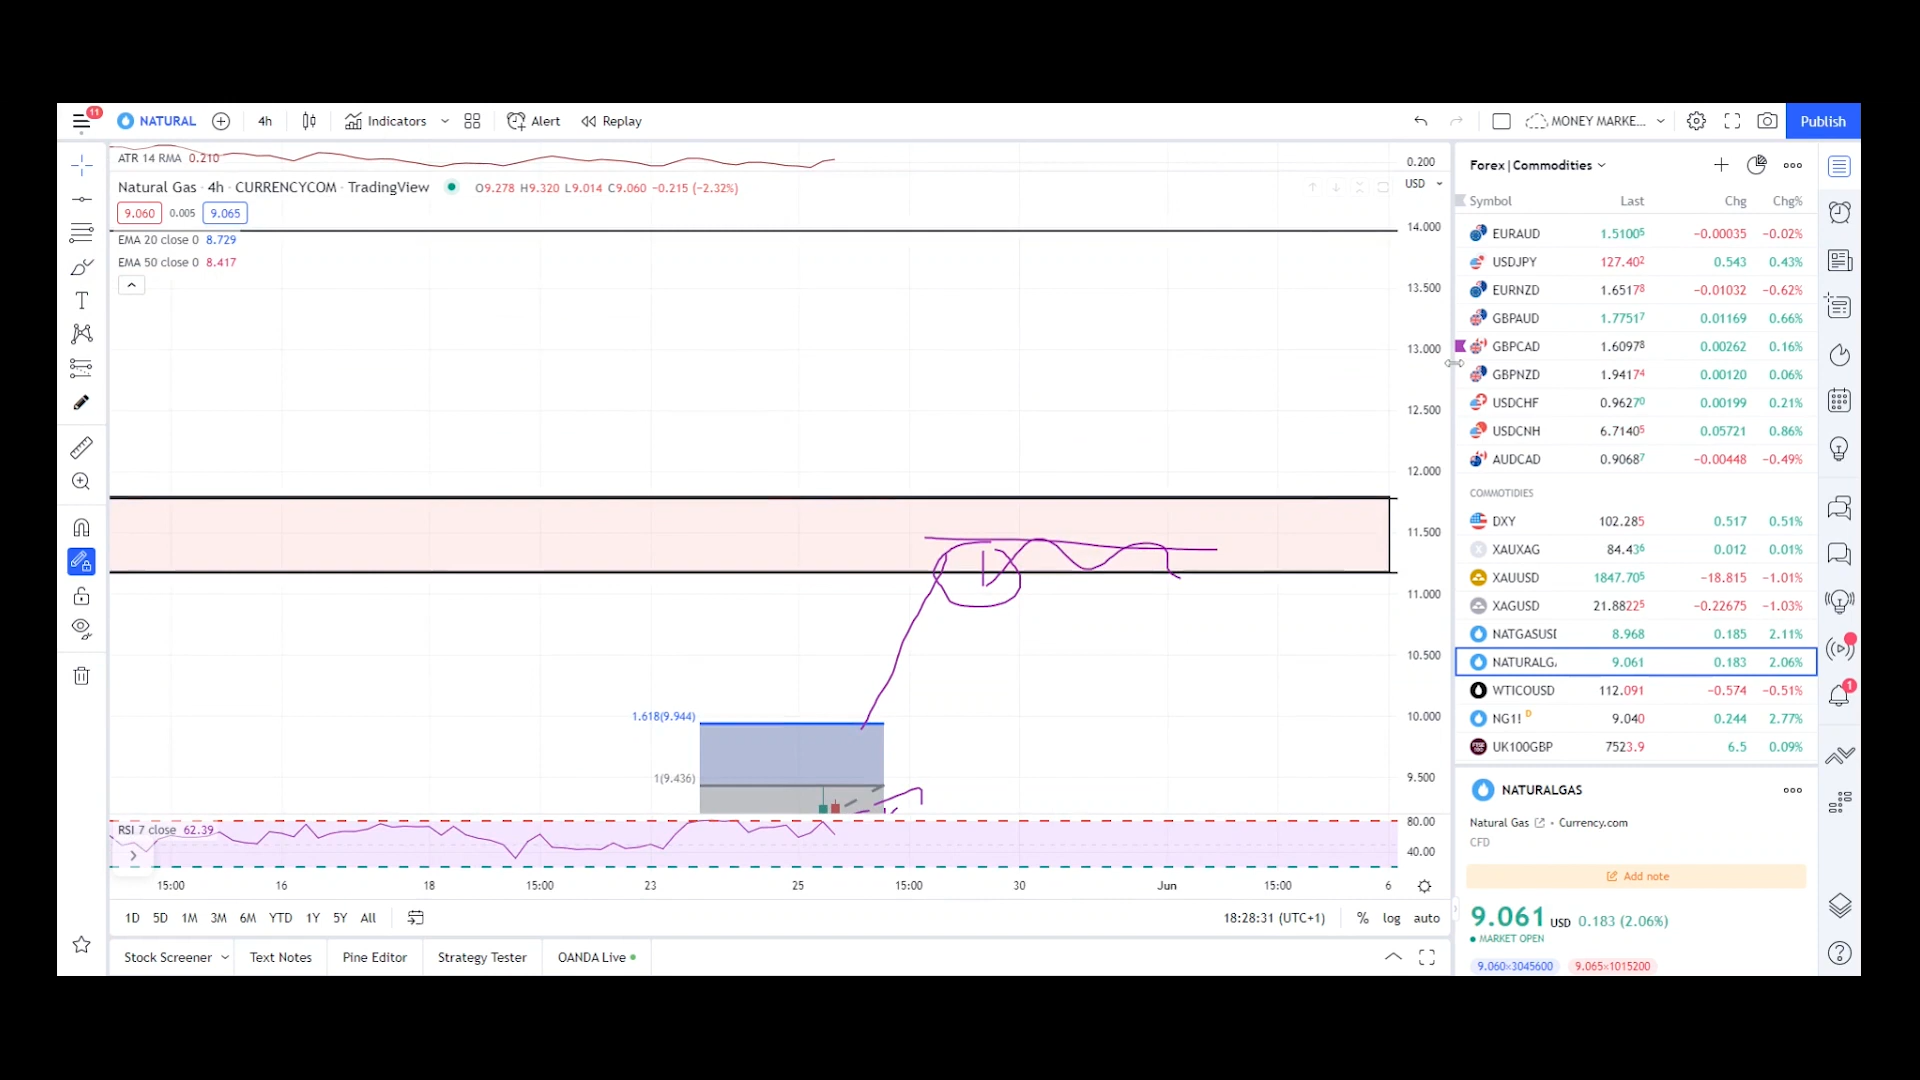 11 NATURAL 4h Indicators Alert Replay MONEY MARKE... Publish
ATR 14 RMA 0.210
Natural Gas · 4h · CURRENCYCOM · TradingView O9.278 H9.320 L9.014 C9.060 −0.215 (−2.32%)
9.060 0.005 9.065
EMA 20 close 0 8.729
EMA 50 close 0 8.417
0.200
USD
14.000
13.500
13.000
12.500
12.000
11.500
11.000
10.500
10.000
9.500
1.618(9.944)
1(9.436)
RSI 7 close 62.39
80.00
40.00
15:00 16 18 15:00 23 25 15:00 30 Jun 15:00 6
1D 5D 1M 3M 6M YTD 1Y 5Y All 18:28:31 (UTC+1) % log auto
Stock Screener Text Notes Pine Editor Strategy Tester OANDA Live
Forex|Commodities
Symbol Last Chg Chg%
EURAUD 1.51005 −0.00035 −0.02%
USDJPY 127.402 0.543 0.43%
EURNZD 1.65178 −0.01032 −0.62%
GBPAUD 1.77517 0.01169 0.66%
GBPCAD 1.60978 0.00262 0.16%
GBPNZD 1.94174 0.00120 0.06%
USDCHF 0.96270 0.00199 0.21%
USDCNH 6.71405 0.05721 0.86%
AUDCAD 0.90687 −0.00448 −0.49%
COMMOTIDIES
DXY 102.285 0.517 0.51%
XAUXAG 84.436 0.012 0.01%
XAUUSD 1847.705 −18.815 −1.01%
XAGUSD 21.88225 −0.22675 −1.03%
NATGASUSI 8.968 0.185 2.11%
NATURALG. 9.061 0.183 2.06%
WTICOUSD 112.091 −0.574 −0.51%
NG1! D 9.040 0.244 2.77%
UK100GBP 7523.9 6.5 0.09%
NATURALGAS
Natural Gas • Currency.com
CFD
Add note
9.061 USD 0.183 (2.06%)
MARKET OPEN
9.060×3045600 9.065×1015200
1